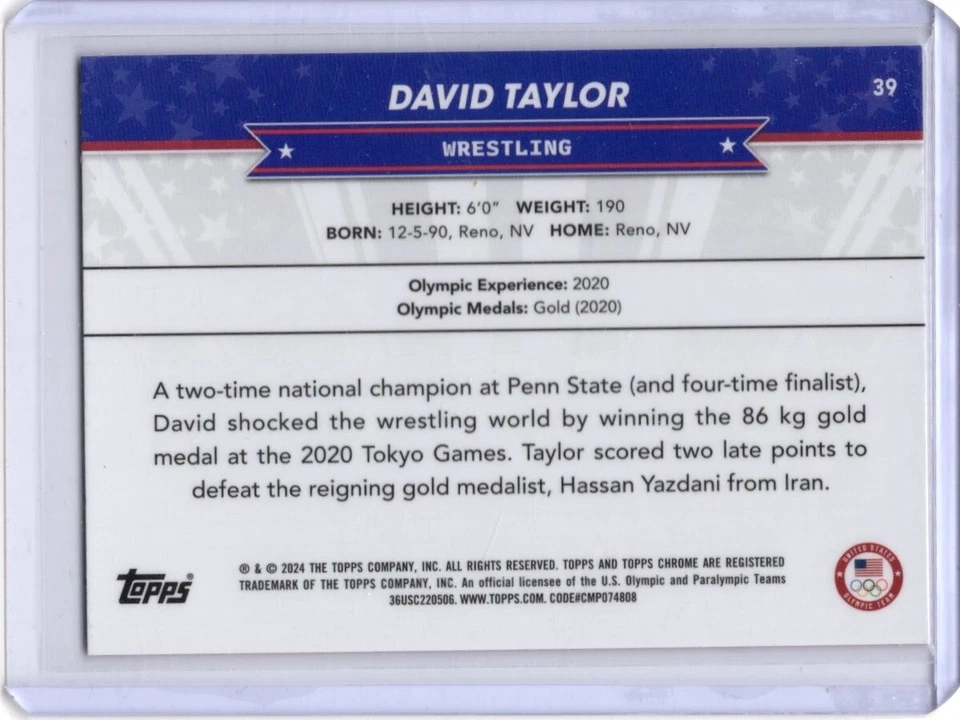 DAVID TAYLOR
39
WRESTLING
HEIGHT: 6'0" WEIGHT: 190
BORN: 12-5-90, Reno, NV HOME: Reno, NV
Olympic Experience: 2020
Olympic Medals: Gold (2020)
A two-time national champion at Penn State (and four-time finalist),
David shocked the wrestling world by winning the 86 kg gold
medal at the 2020 Tokyo Games. Taylor scored two late points to
defeat the reigning gold medalist, Hassan Yazdani from Iran.
topps®
® & © 2024 THE TOPPS COMPANY, INC. ALL RIGHTS RESERVED. TOPPS AND TOPPS CHROME ARE REGISTERED
TRADEMARK OF THE TOPPS COMPANY, INC. An official licensee of the U.S. Olympic and Paralympic Teams
36USC220506. WWW.TOPPS.COM. CODE#CMP074808
UNITED STATES
OLYMPIC TEAM